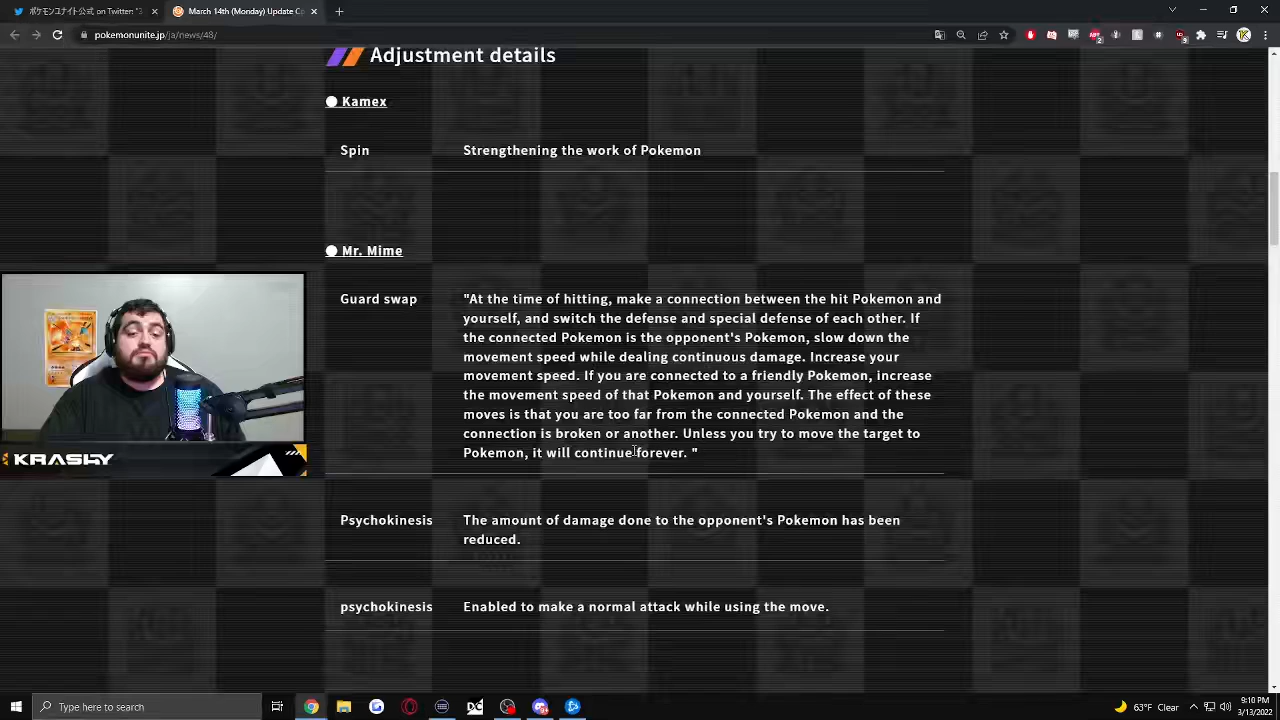 ポケモンユナイト公式 on Twitter "3
March 14th (Monday) Update Co
pokemonunite.jp/ja/news/48/
Adjustment details
Kamex
Spin
Strengthening the work of Pokemon
Mr. Mime
Guard swap
"At the time of hitting, make a connection between the hit Pokemon and
yourself, and switch the defense and special defense of each other. If
the connected Pokemon is the opponent's Pokemon, slow down the
movement speed while dealing continuous damage. Increase your
movement speed. If you are connected to a friendly Pokemon, increase
the movement speed of that Pokemon and yourself. The effect of these
moves is that you are too far from the connected Pokemon and the
connection is broken or another. Unless you try to move the target to
Pokemon, it will continue forever. "
KRASHY
Psychokinesis
The amount of damage done to the opponent's Pokemon has been
reduced.
psychokinesis
Enabled to make a normal attack while using the move.
Type here to search
63°F Clear
9:10 PM
3/13/2022